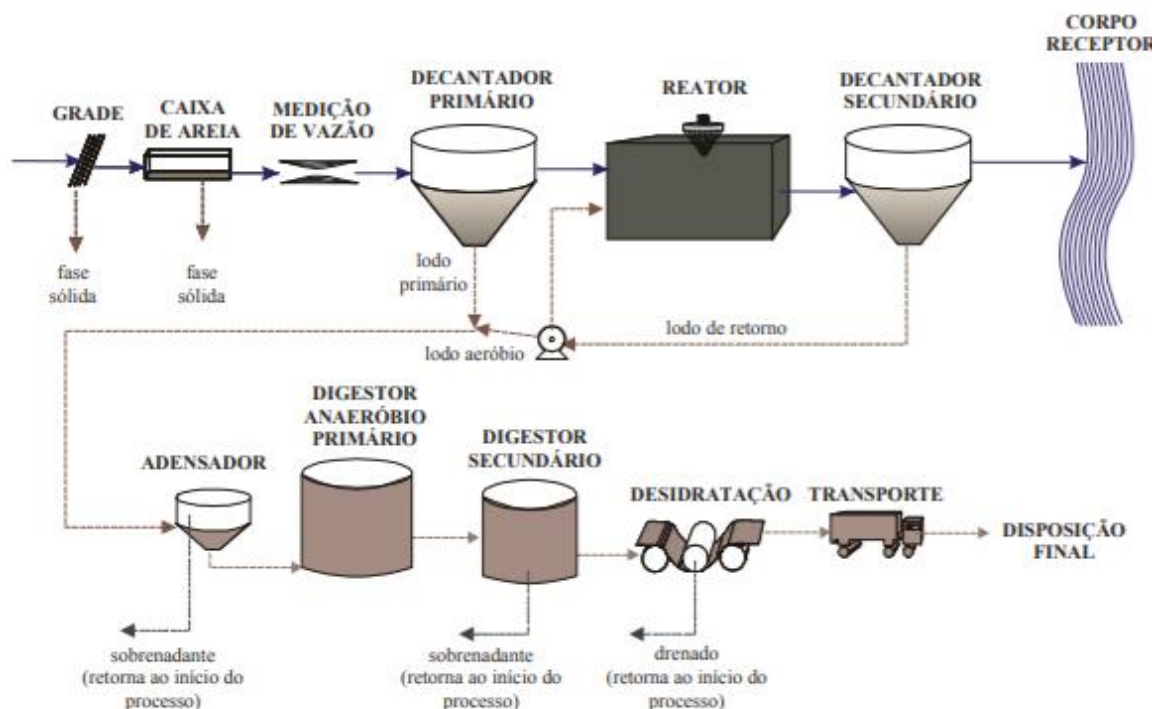 CORPO
RECEPTOR
DECANTADOR
PRIMÁRIO
REATOR
DECANTADOR
SECUNDÁRIO
GRADE
CAIXA
DE AREIA
MEDIÇÃO
DE VAZÃO
fase
sólida
fase
sólida
lodo
primário
lodo aeróbio
lodo de retorno
DIGESTOR
ANAERÓBIO
PRIMÁRIO
ADENSADOR
DIGESTOR
SECUNDÁRIO
DESIDRATAÇÃO
TRANSPORTE
DISPOSIÇÃO
FINAL
sobrenadante
(retorna ao início do
processo)
sobrenadante
(retorna ao início do
processo)
drenado
(retorna ao início do
processo)